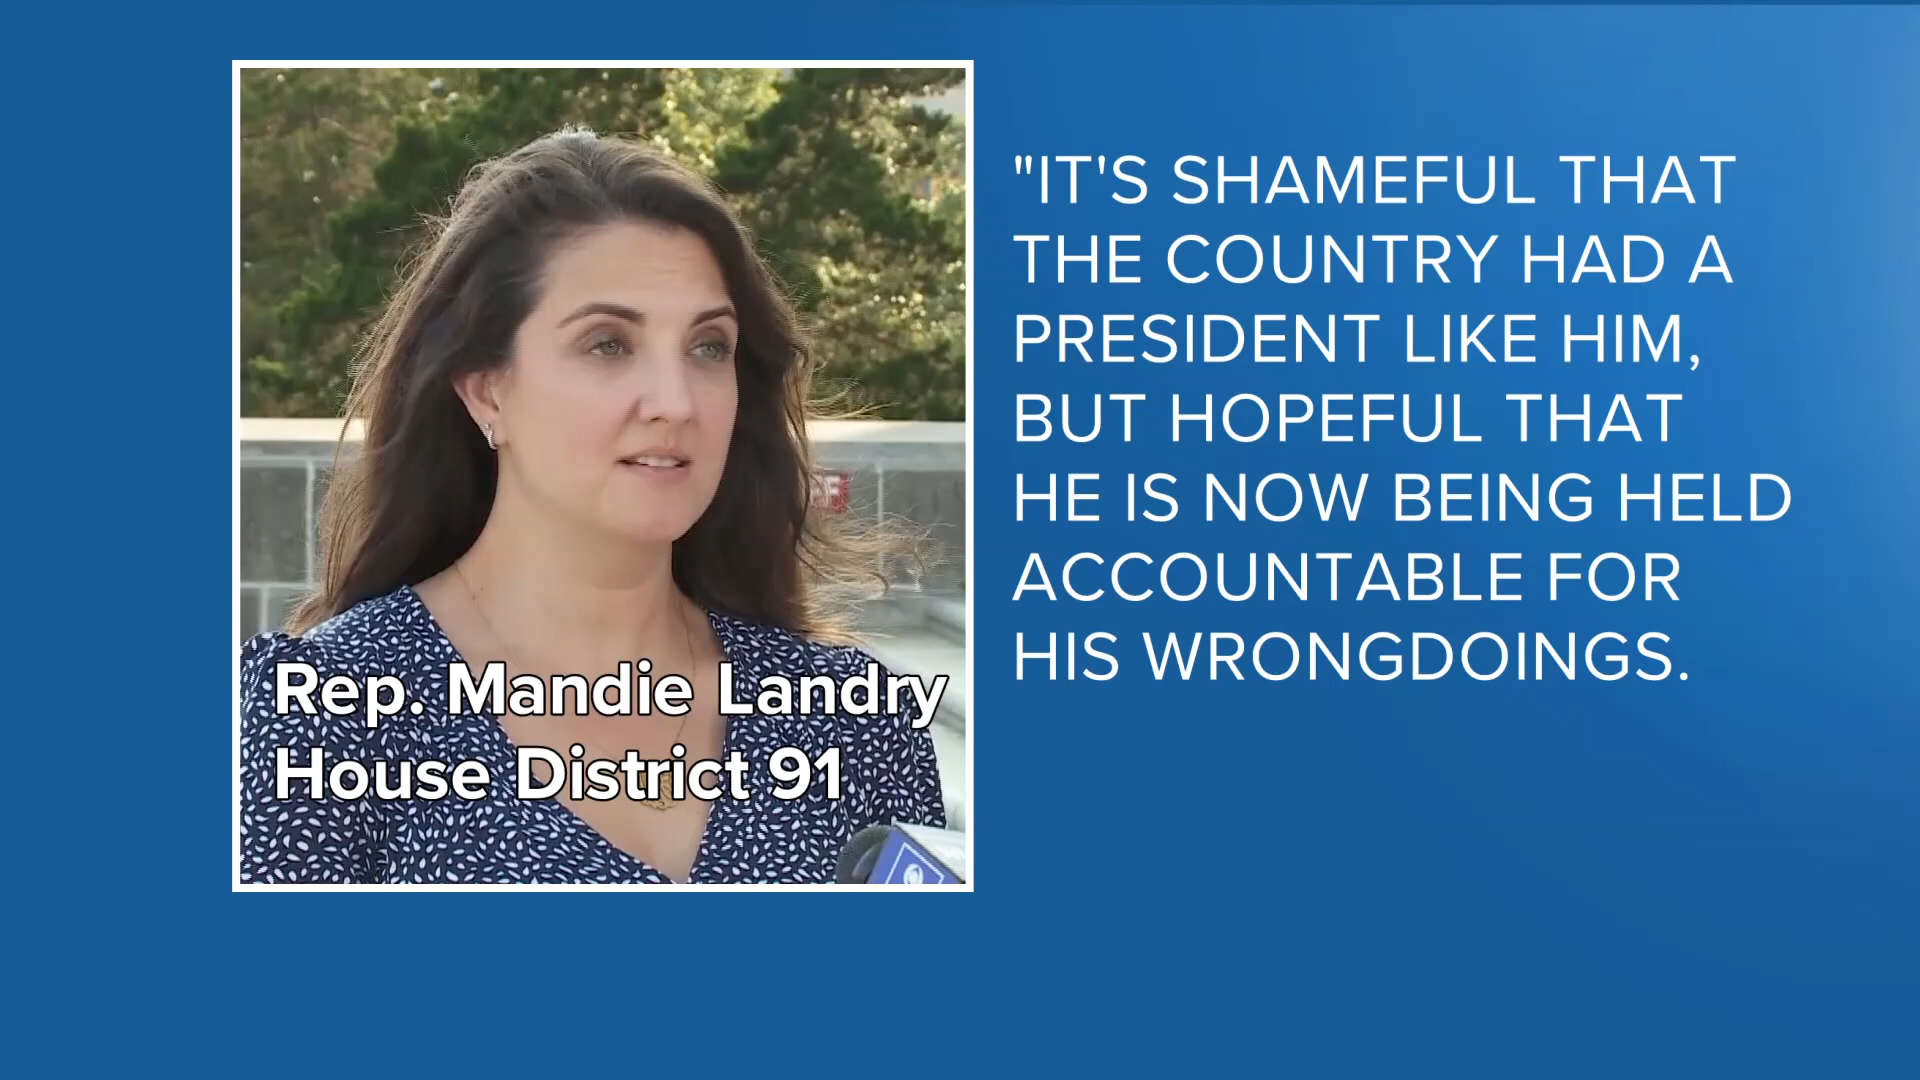 "IT'S SHAMEFUL THAT
THE COUNTRY HAD A
PRESIDENT LIKE HIM,
BUT HOPEFUL THAT
HE IS NOW BEING HELD
ACCOUNTABLE FOR
HIS WRONGDOINGS.
Rep. Mandie Landry
House District 91